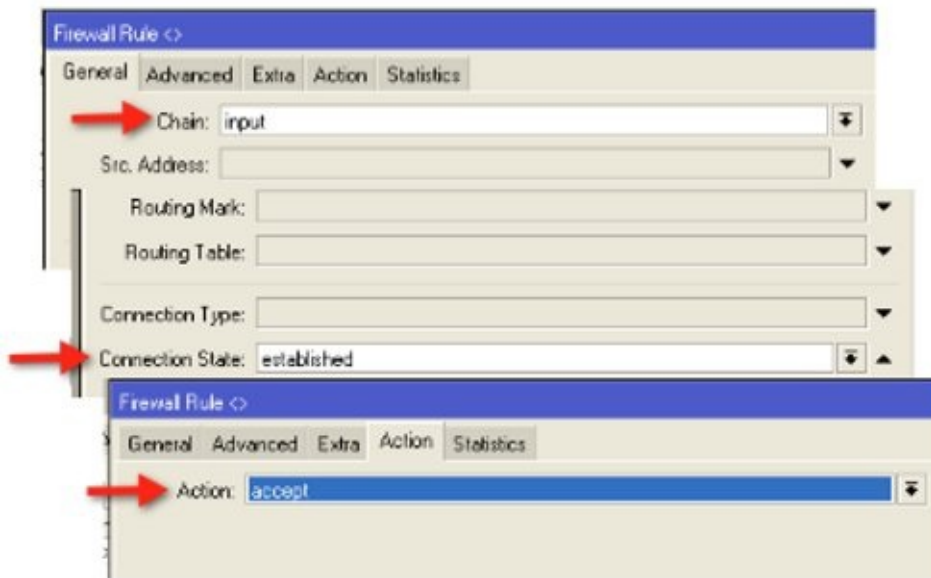 Firewall Rule <>
General Advanced Extra Action Statistics
Chain: input
Src. Address:
Routing Mark:
Routing Table:
Connection Type:
Connection State: established
Firewall Rule <>
General Advanced Extra Action Statistics
Action: accept